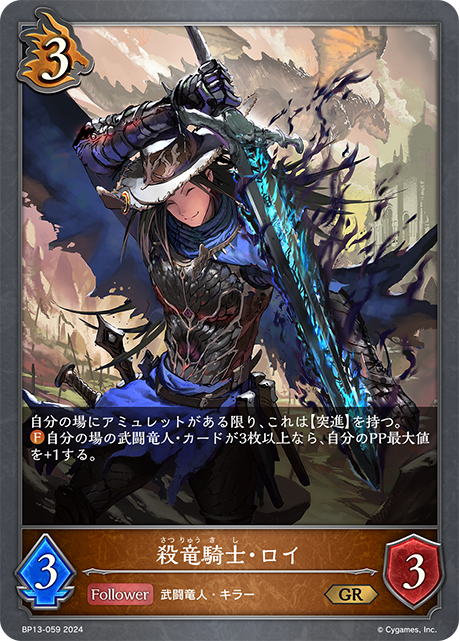 3
自分の場にアミュレットがある限り、これは【突進】を持つ。
F 自分の場の武闘竜人・カードが3枚以上なら、自分のPP最大値
を+1する。
さつりゅうきし
殺竜騎士・ロイ
3
Follower 武闘竜人・キラー GR
3
BP13-059 2024 © Cygames, Inc.